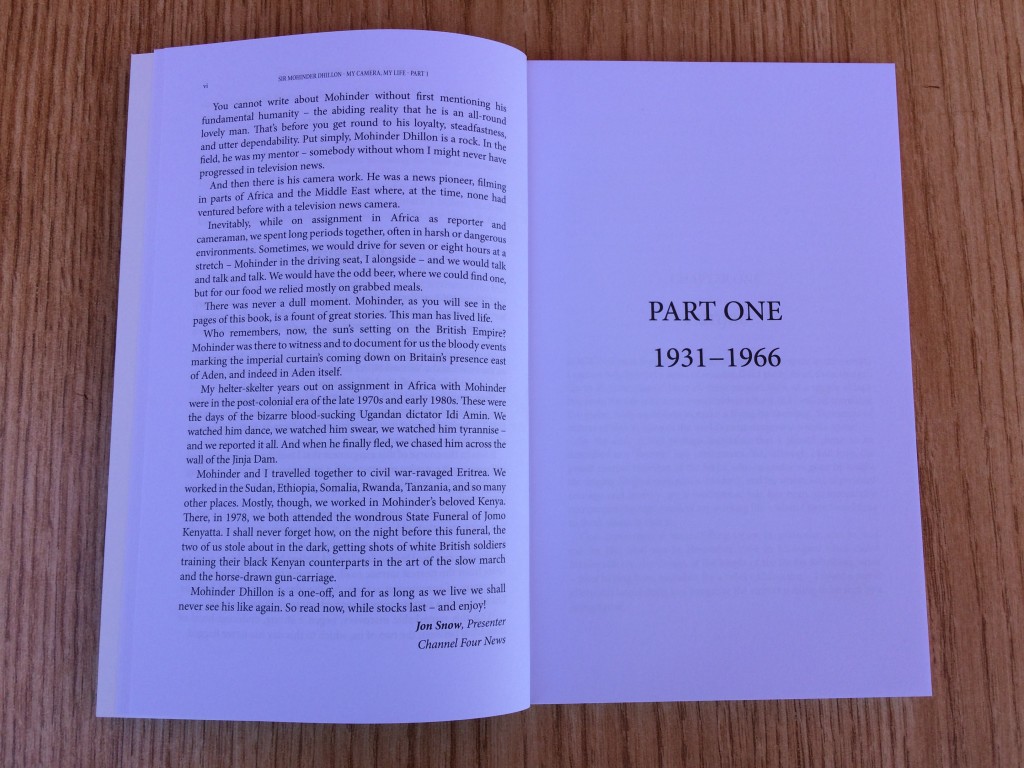 SIR MOHINDER DHILLON · MY CAMERA, MY LIFE · PART 1
vi
You cannot write about Mohinder without first mentioning his
fundamental humanity – the abiding reality that he is an all-round
lovely man. That's before you get round to his loyalty, steadfastness,
and utter dependability. Put simply, Mohinder Dhillon is a rock. In the
field, he was my mentor – somebody without whom I might never have
progressed in television news.
And then there is his camera work. He was a news pioneer, filming
in parts of Africa and the Middle East where, at the time, none had
ventured before with a television news camera.
Inevitably, while on assignment in Africa as reporter and
cameraman, we spent long periods together, often in harsh or dangerous
environments. Sometimes, we would drive for seven or eight hours at a
stretch – Mohinder in the driving seat, I alongside – and we would talk
and talk and talk. We would have the odd beer, where we could find one,
but for our food we relied mostly on grabbed meals.
There was never a dull moment. Mohinder, as you will see in the
pages of this book, is a fount of great stories. This man has lived life.
Who remembers, now, the sun's setting on the British Empire?
Mohinder was there to witness and to document for us the bloody events
marking the imperial curtain's coming down on Britain's presence east
of Aden, and indeed in Aden itself.
My helter-skelter years out on assignment in Africa with Mohinder
were in the post-colonial era of the late 1970s and early 1980s. These were
the days of the bizarre blood-sucking Ugandan dictator Idi Amin. We
watched him dance, we watched him swear, we watched him tyrannise –
and we reported it all. And when he finally fled, we chased him across the
wall of the Jinja Dam.
Mohinder and I travelled together to civil war-ravaged Eritrea. We
worked in the Sudan, Ethiopia, Somalia, Rwanda, Tanzania, and so many
other places. Mostly, though, we worked in Mohinder's beloved Kenya.
There, in 1978, we both attended the wondrous State Funeral of Jomo
Kenyatta. I shall never forget how, on the night before this funeral, the
two of us stole about in the dark, getting shots of white British soldiers
training their black Kenyan counterparts in the art of the slow march
and the horse-drawn gun-carriage.
Mohinder Dhillon is a one-off, and for as long as we live we shall
never see his like again. So read now, while stocks last – and enjoy!
Jon Snow, Presenter
Channel Four News
PART ONE
1931–1966